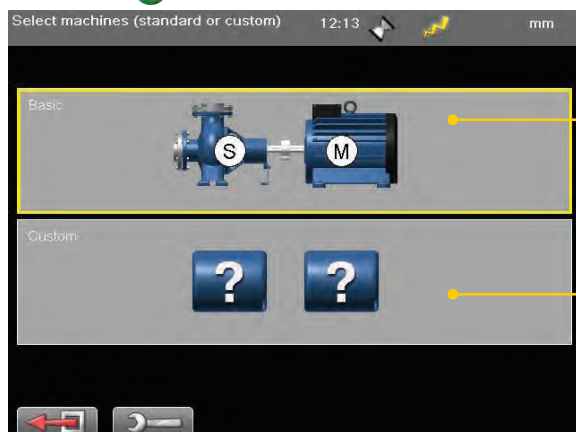 Select machines (standard or custom) 12:13 mm
Basic
S M
Custom
? ?